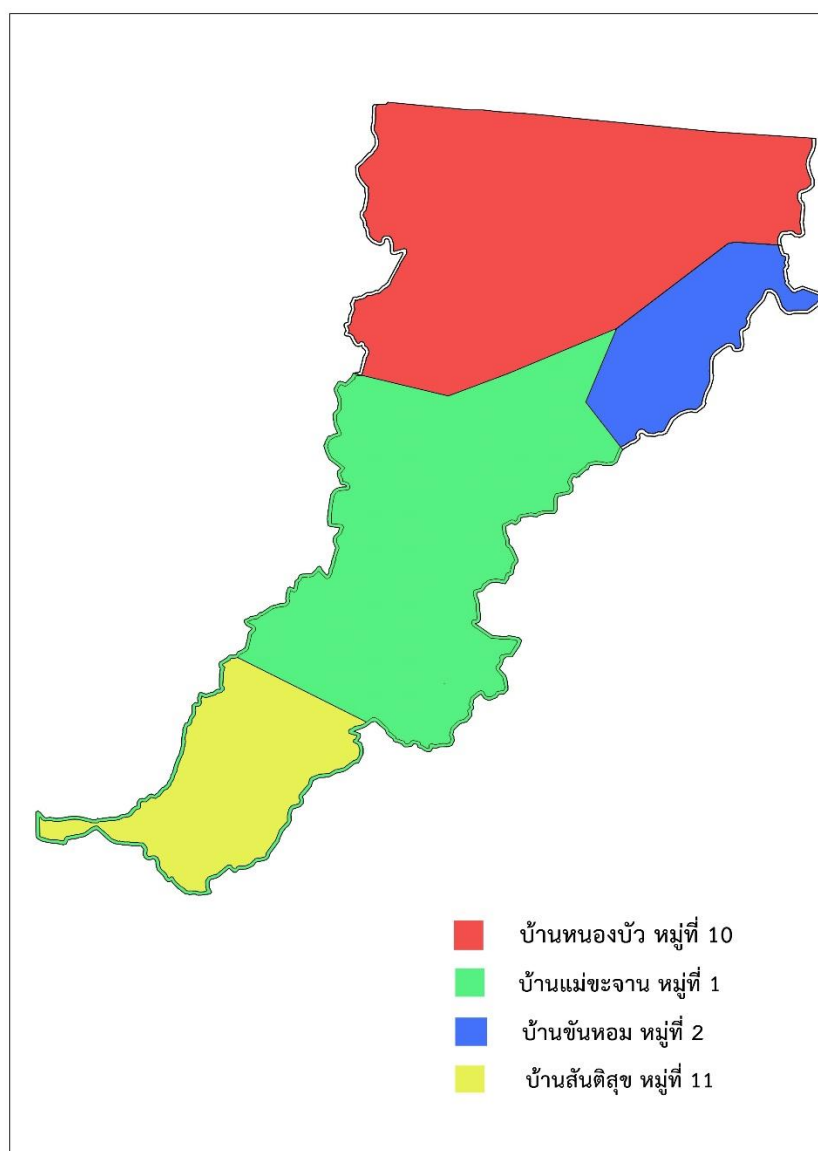 บ้านหนองบัว หมู่ที่ 10
บ้านแม่ขะจาน หมู่ที่ 1
บ้านขันหอม หมู่ที่ 2
บ้านสันติสุข หมู่ที่ 11